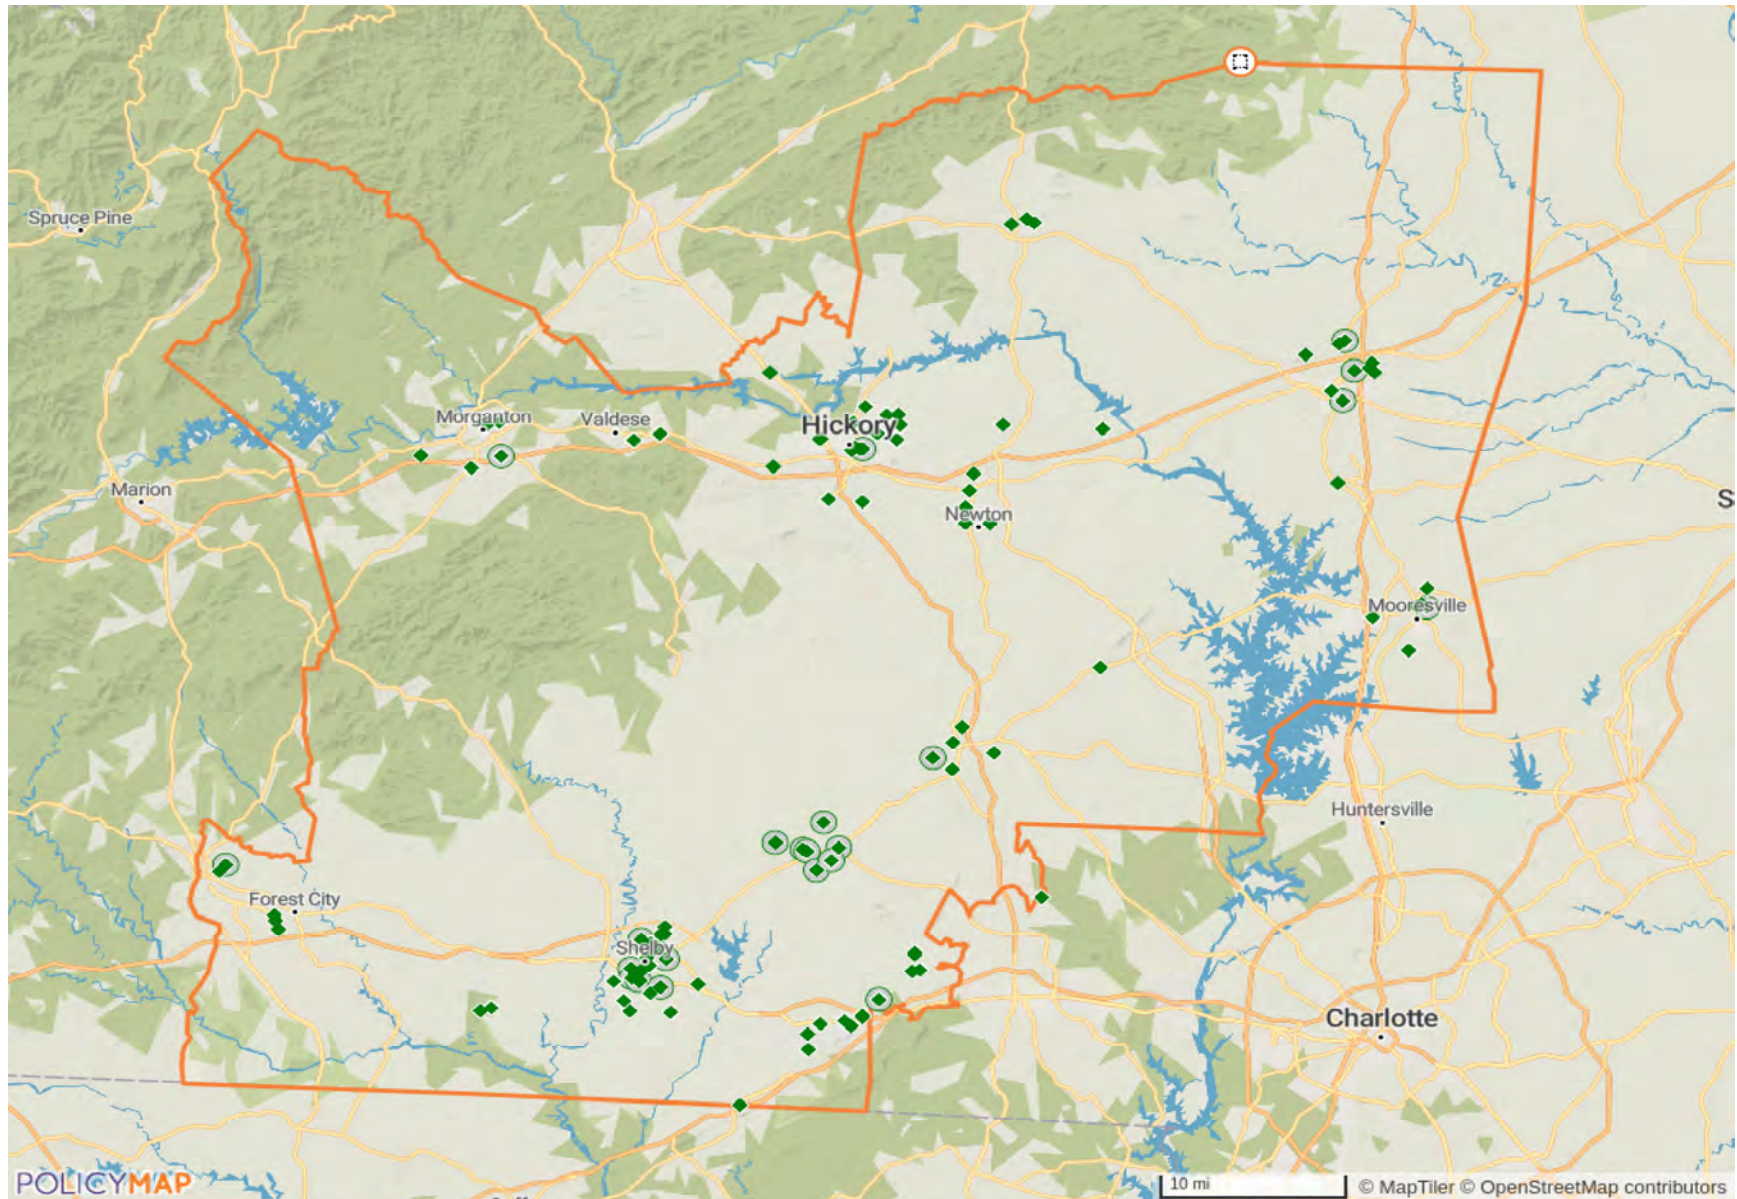 Spruce Pine
Morganton
Valdese
Hickory
Marion
Newton
S
Mooresville
Huntersville
Forest City
Shelby
Charlotte
POLICYMAP
10 mi
© MapTiler © OpenStreetMap contributors